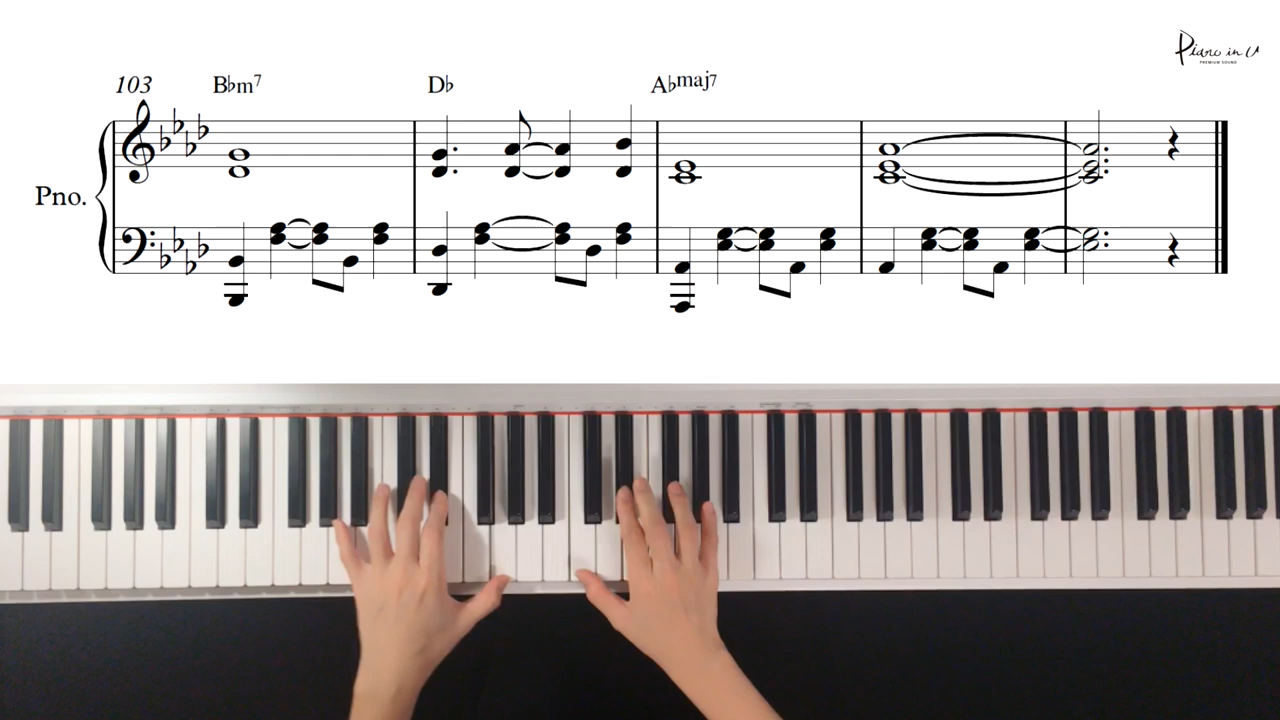 Piano in U
PREMIUM SOUND
103 B♭m7 D♭ A♭maj7
Pno.